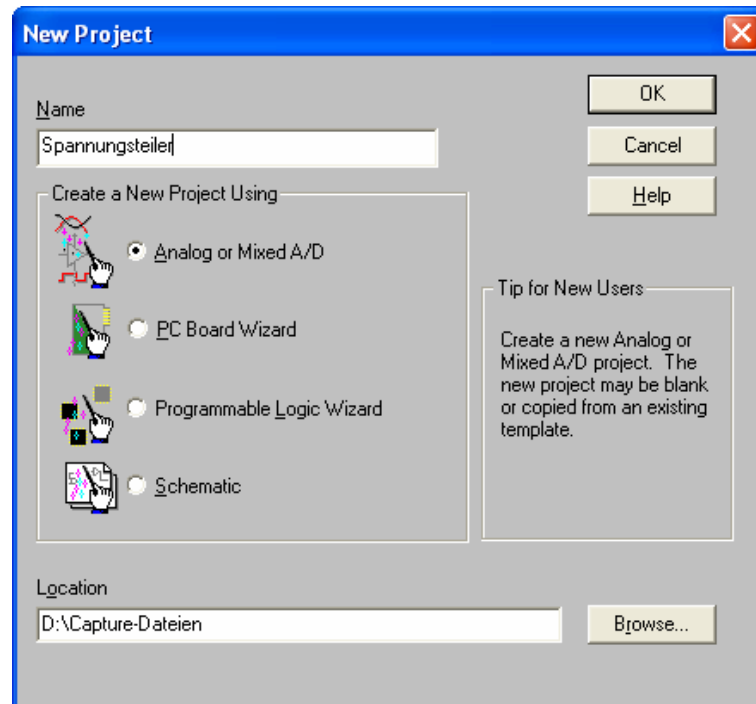 New Project
Name
Spannungsteiler
OK
Cancel
Help
Create a New Project Using
Analog or Mixed A/D
PC Board Wizard
Programmable Logic Wizard
Schematic
Tip for New Users
Create a new Analog or
Mixed A/D project. The
new project may be blank
or copied from an existing
template.
Location
D:\Capture-Dateien
Browse...